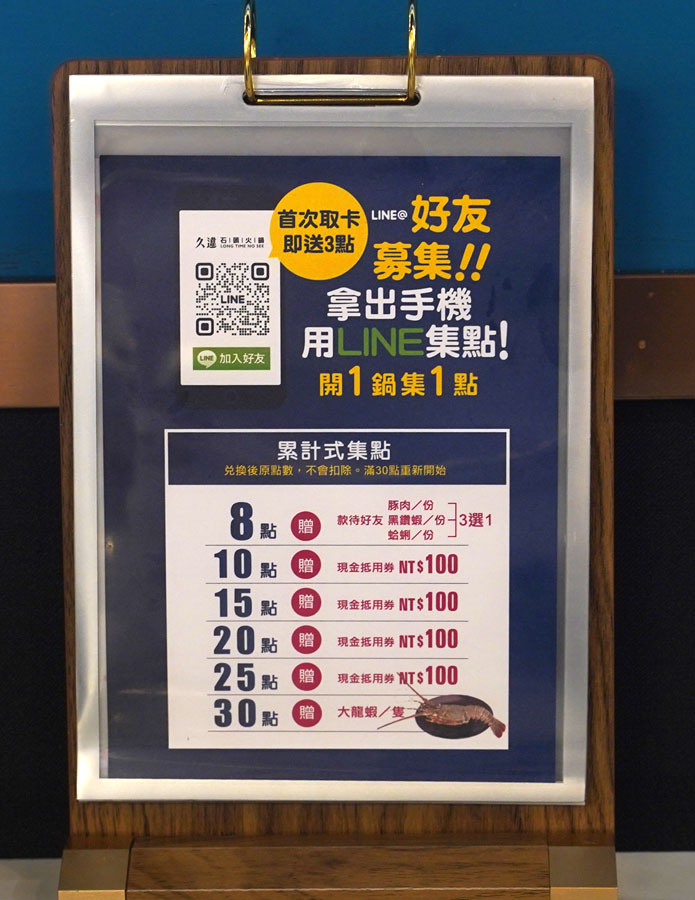 久違 石頭火鍋
LONG TIME NO SEE
LINE
LINE 加入好友
首次取卡
即送3點
LINE@ 好友
募集!!
拿出手機
用LINE集點!
開1鍋集1點
累計式集點
兌換後原點數，不會扣除。滿30點重新開始
8點 贈 款待好友 豚肉／份 黑鑽蝦／份 蛤蜊／份 3選1
10點 贈 現金抵用券 NT$100
15點 贈 現金抵用券 NT$100
20點 贈 現金抵用券 NT$100
25點 贈 現金抵用券 NT$100
30點 贈 大龍蝦／隻